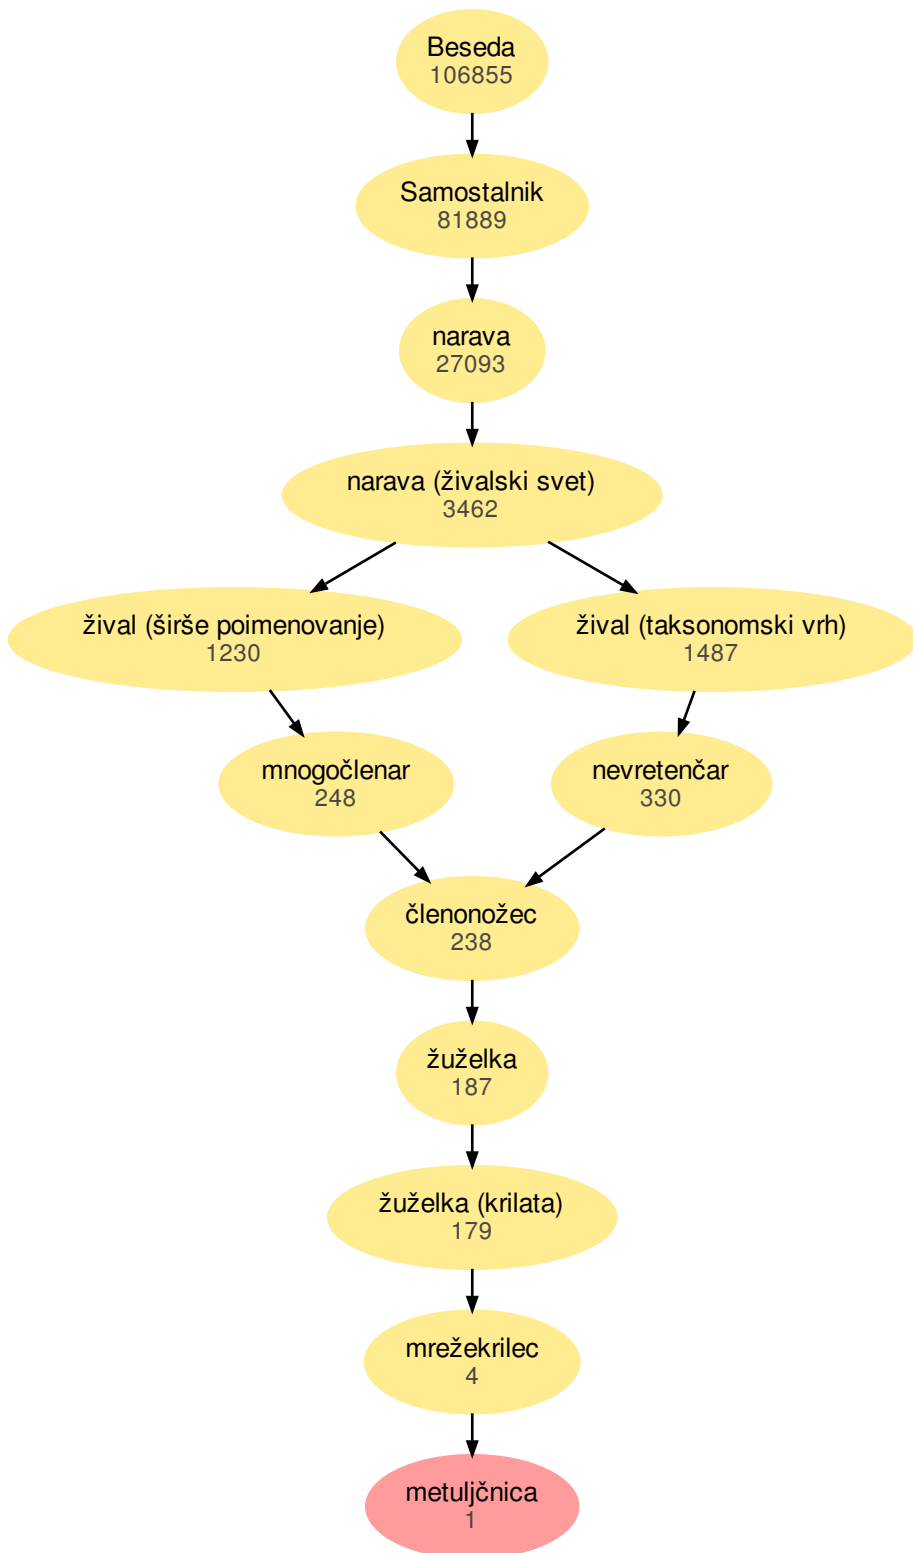 Beseda
106855
Samostalnik
81889
narava
27093
narava (živalski svet)
3462
žival (širše poimenovanje)
1230
žival (taksonomski vrh)
1487
mnogočlenar
248
nevretenčar
330
členonožec
238
žuželka
187
žuželka (krilata)
179
mrežekrilec
4
metuljčnica
1